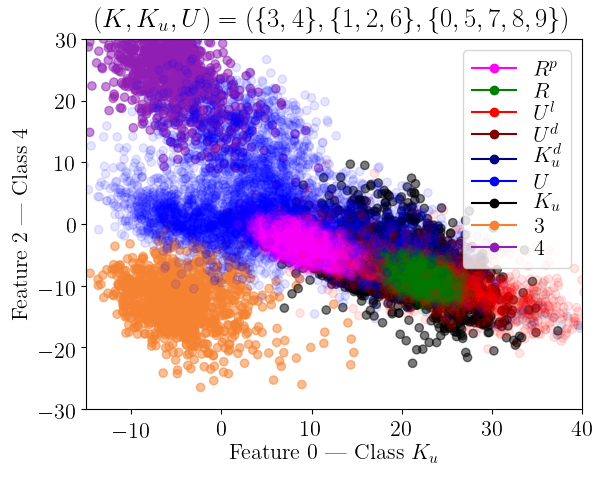 (K, K_u, U) = ({3, 4}, {1, 2, 6}, {0, 5, 7, 8, 9})
30
20
10
0
−10
−20
−30
Feature 2 — Class 4
R^p
R
U^l
U^d
K_u^d
U
K_u
3
4
−10
0
10
20
30
40
Feature 0 — Class K_u